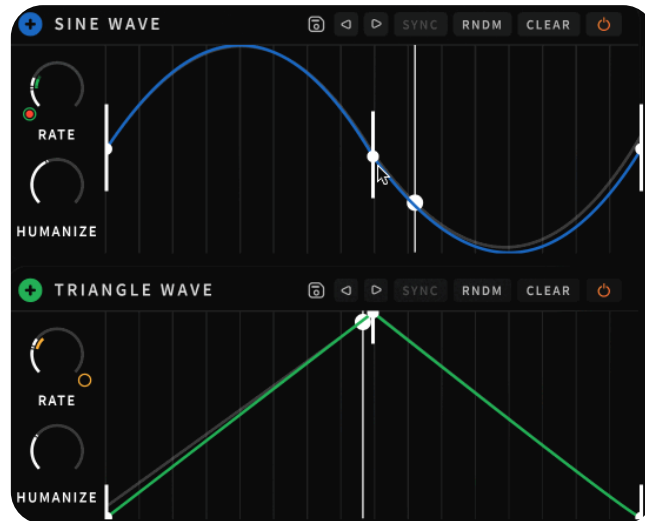 SINE WAVE SYNC RNDM CLEAR
RATE
HUMANIZE
TRIANGLE WAVE SYNC RNDM CLEAR
RATE
HUMANIZE